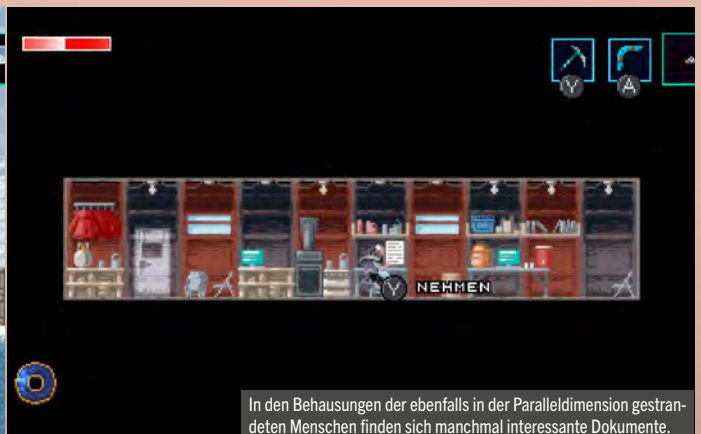 Y
A
Y NEHMEN
In den Behausungen der ebenfalls in der Paralleldimension gestran-
deten Menschen finden sich manchmal interessante Dokumente.